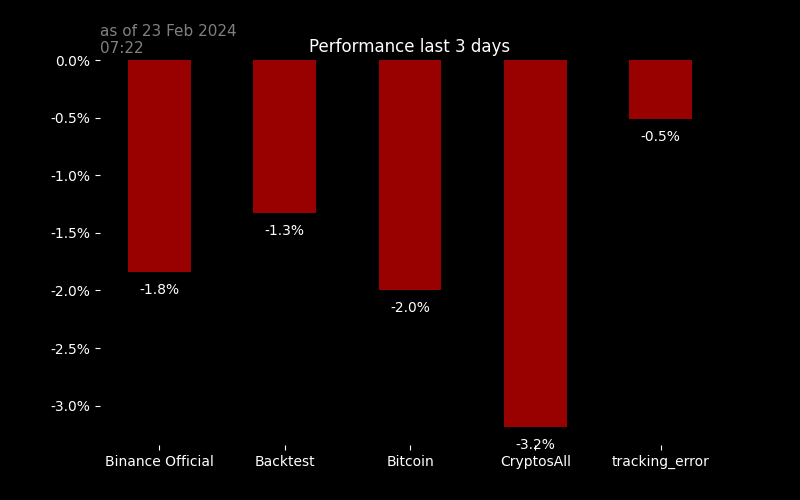 as of 23 Feb 2024
07:22
Performance last 3 days
0.0%
-0.5%
-1.0%
-1.5%
-2.0%
-2.5%
-3.0%
-1.8%
-1.3%
-2.0%
-3.2%
-0.5%
Binance Official
Backtest
Bitcoin
CryptosAll
tracking_error